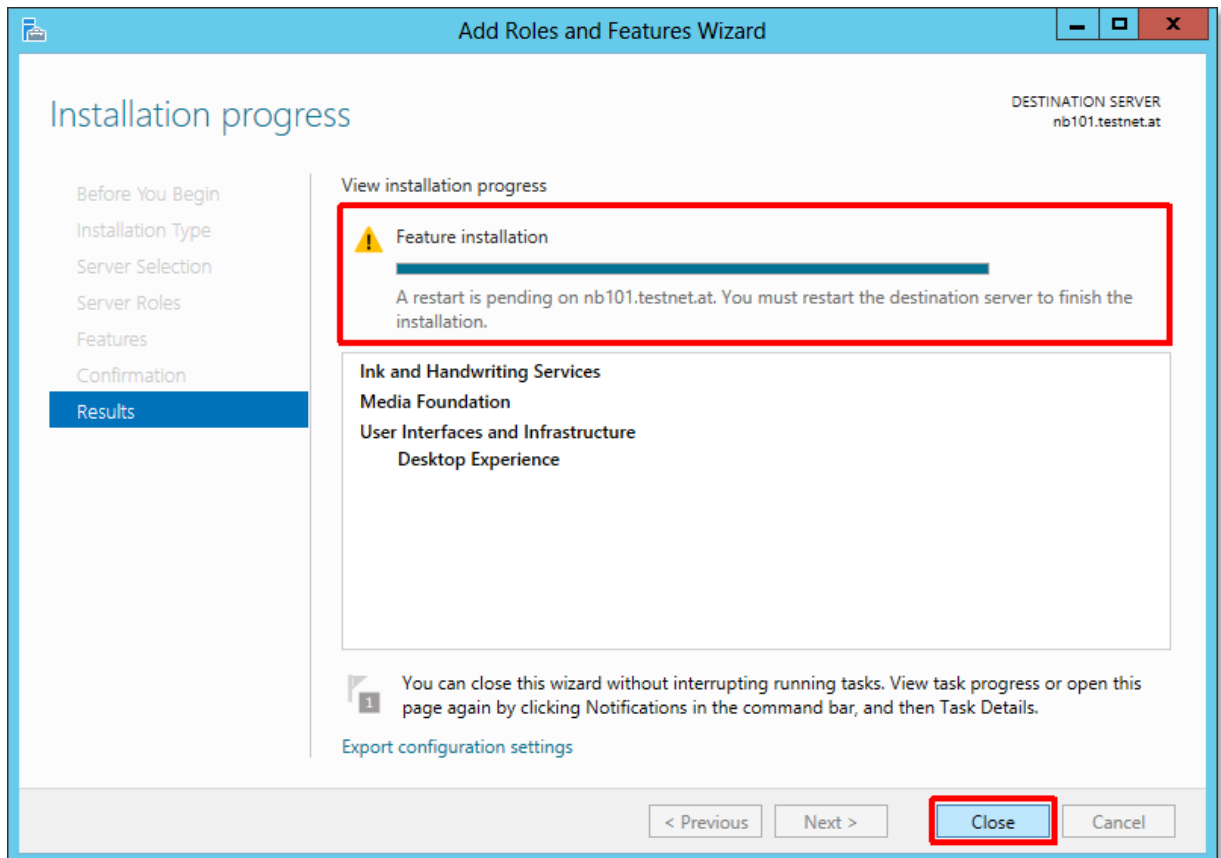 Add Roles and Features Wizard
Installation progress
DESTINATION SERVER
nb101.testnet.at
Before You Begin
Installation Type
Server Selection
Server Roles
Features
Confirmation
Results
View installation progress
Feature installation
A restart is pending on nb101.testnet.at. You must restart the destination server to finish the
installation.
Ink and Handwriting Services
Media Foundation
User Interfaces and Infrastructure
Desktop Experience
1
You can close this wizard without interrupting running tasks. View task progress or open this
page again by clicking Notifications in the command bar, and then Task Details.
Export configuration settings
< Previous
Next >
Close
Cancel